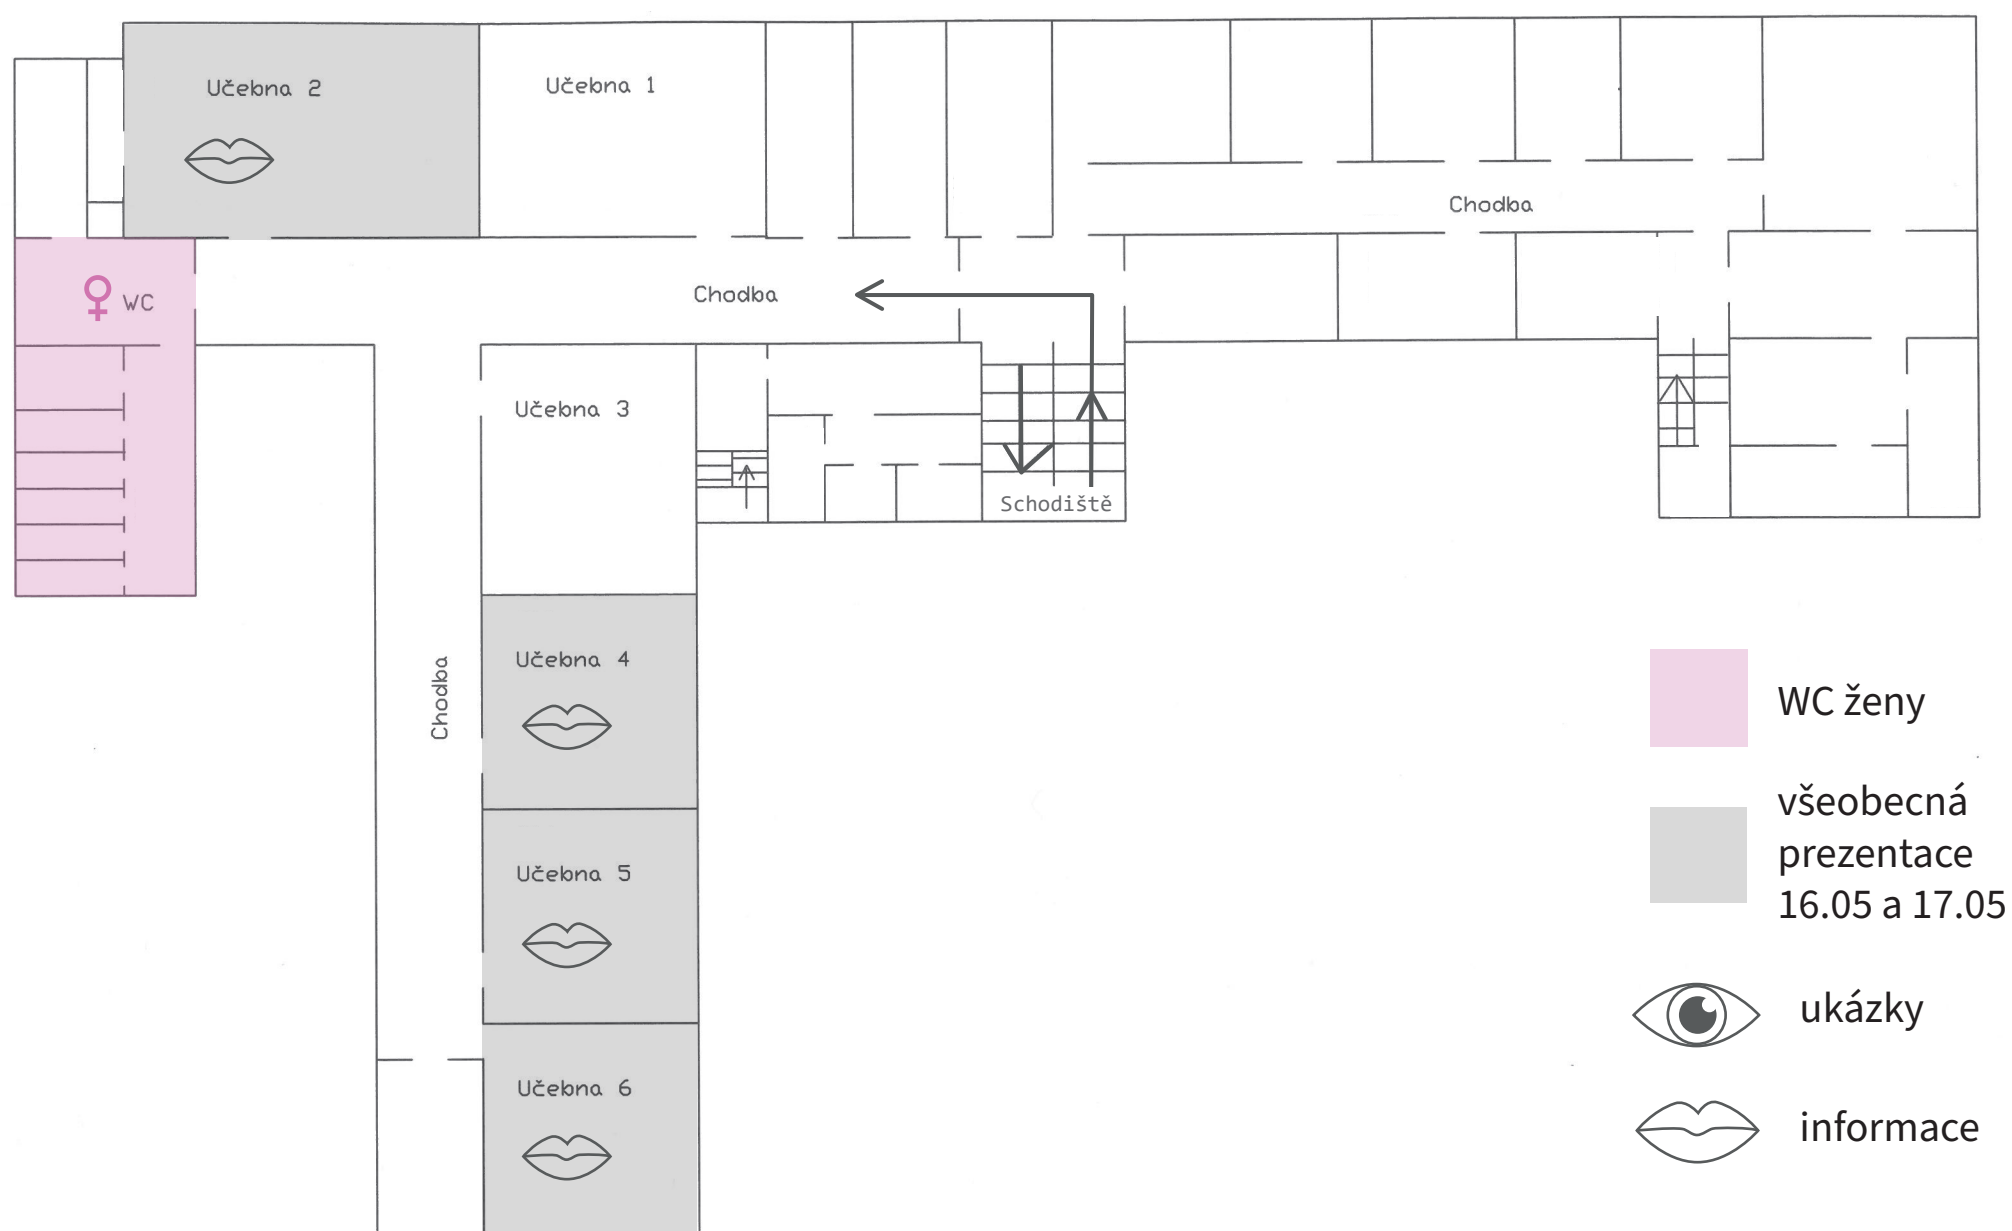 Učebna 2
Učebna 1
Chodba
WC
Chodba
Učebna 3
Schodiště
Učebna 4
Chodba
Učebna 5
Učebna 6
WC ženy
všeobecná
prezentace
16.05 a 17.05
ukázky
informace